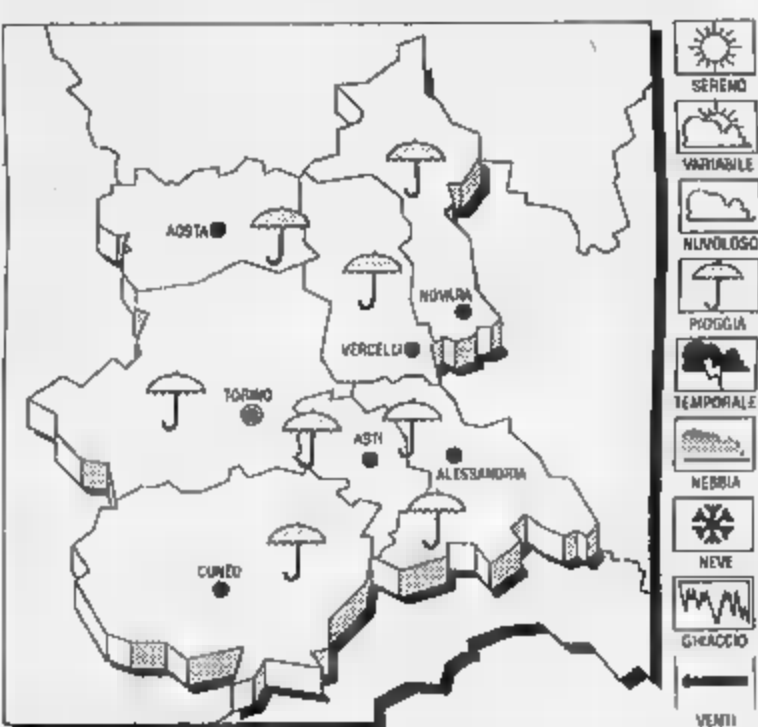 SERENO
VARIABILE
NUVOLOSO
PIOGGIA
TEMPORALE
NEBBIA
NEVE
GHIACCIO
VENTI
AOSTA
NOVARA
VERCELLI
TORINO
ASTI
ALESSANDRIA
CUNEO